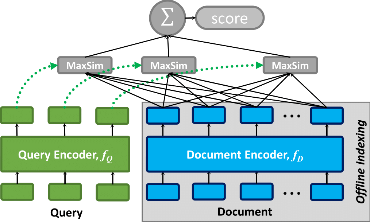 Σ
score
MaxSim
MaxSim
MaxSim
Query Encoder, f_Q
Document Encoder, f_D
Query
Document
Offline Indexing